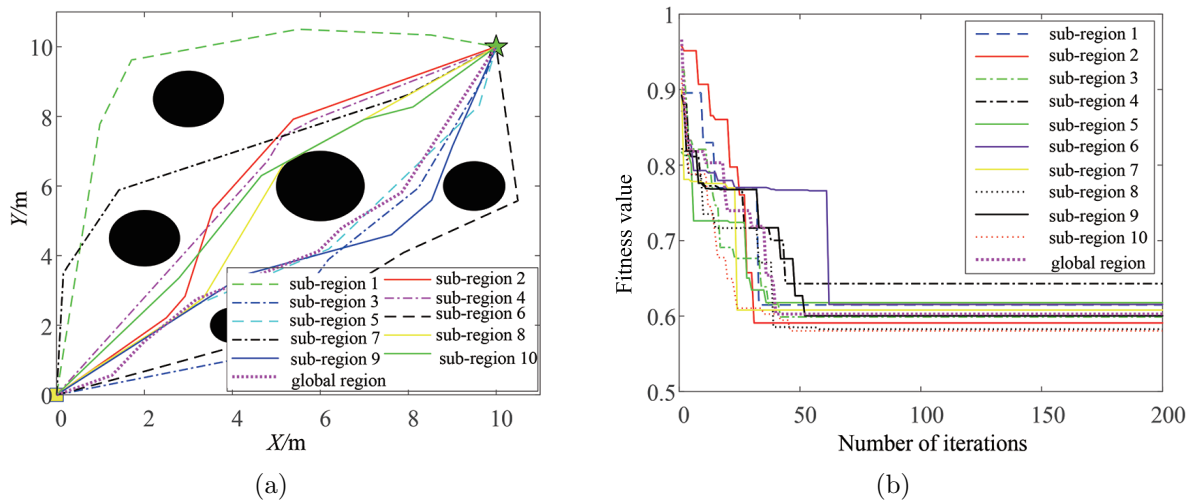 10
8
6
4
2
0
Y/m
0
2
4
6
8
10
X/m
sub-region 1
sub-region 2
sub-region 3
sub-region 4
sub-region 5
sub-region 6
sub-region 7
sub-region 8
sub-region 9
sub-region 10
global region
(a)
1
0.9
0.8
0.7
0.6
0.5
Fitness value
0
50
100
150
200
Number of iterations
sub-region 1
sub-region 2
sub-region 3
sub-region 4
sub-region 5
sub-region 6
sub-region 7
sub-region 8
sub-region 9
sub-region 10
global region
(b)